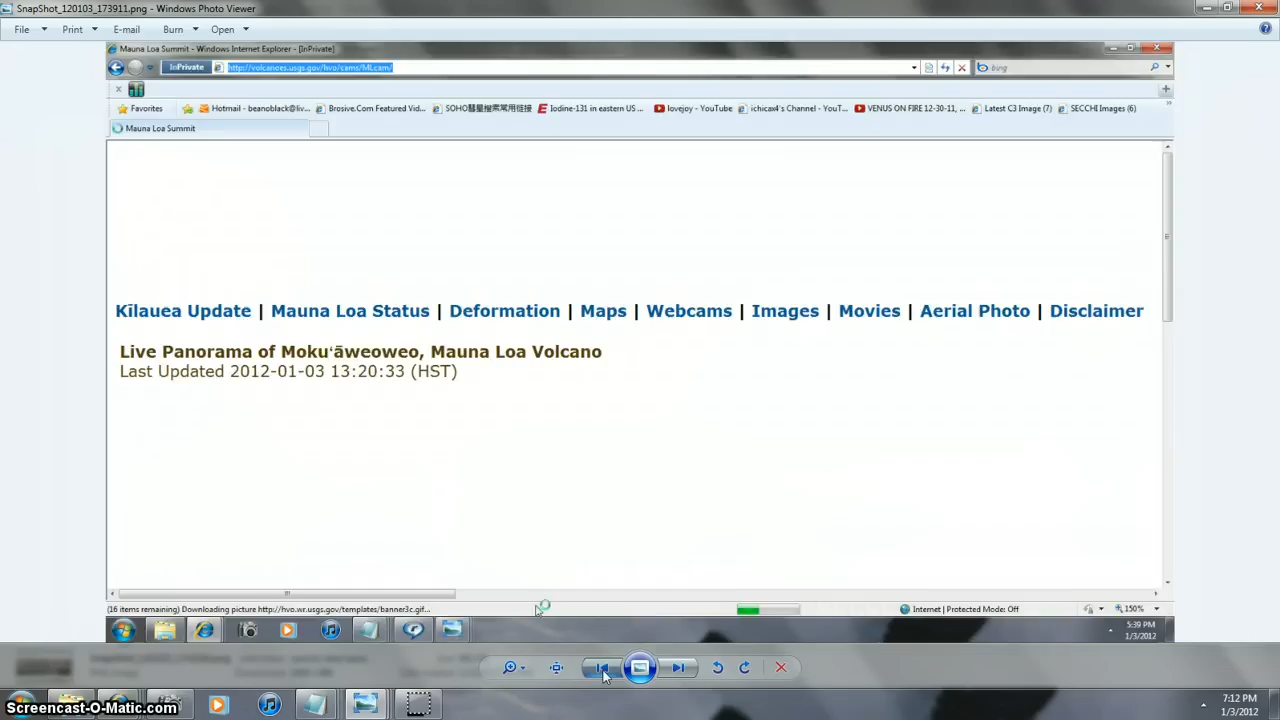 SnapShot_120103_173911.png - Windows Photo Viewer
File Print E-mail Burn Open
Mauna Loa Summit - Windows Internet Explorer - [InPrivate]
InPrivate http://volcanoes.usgs.gov/hvo/cams/MLcam/ Bing
Favorites Hotmail - beanoblack@liv... Brosive.Com Featured Vid... SOHO彗星搜索常用链接 Iodine-131 in eastern US ... lovejoy - YouTube ichicax4's Channel - YouT... VENUS ON FIRE 12-30-11, ... Latest C3 Image (7) SECCHI Images (6)
Mauna Loa Summit
Kīlauea Update | Mauna Loa Status | Deformation | Maps | Webcams | Images | Movies | Aerial Photo | Disclaimer
Live Panorama of Mokuʻāweoweo, Mauna Loa Volcano
Last Updated 2012-01-03 13:20:33 (HST)
(16 items remaining) Downloading picture http://hvo.wr.usgs.gov/templates/banner3c.gif... Internet | Protected Mode: Off 150%
5:39 PM
1/3/2012
7:12 PM
1/3/2012
Screencast-O-Matic.com